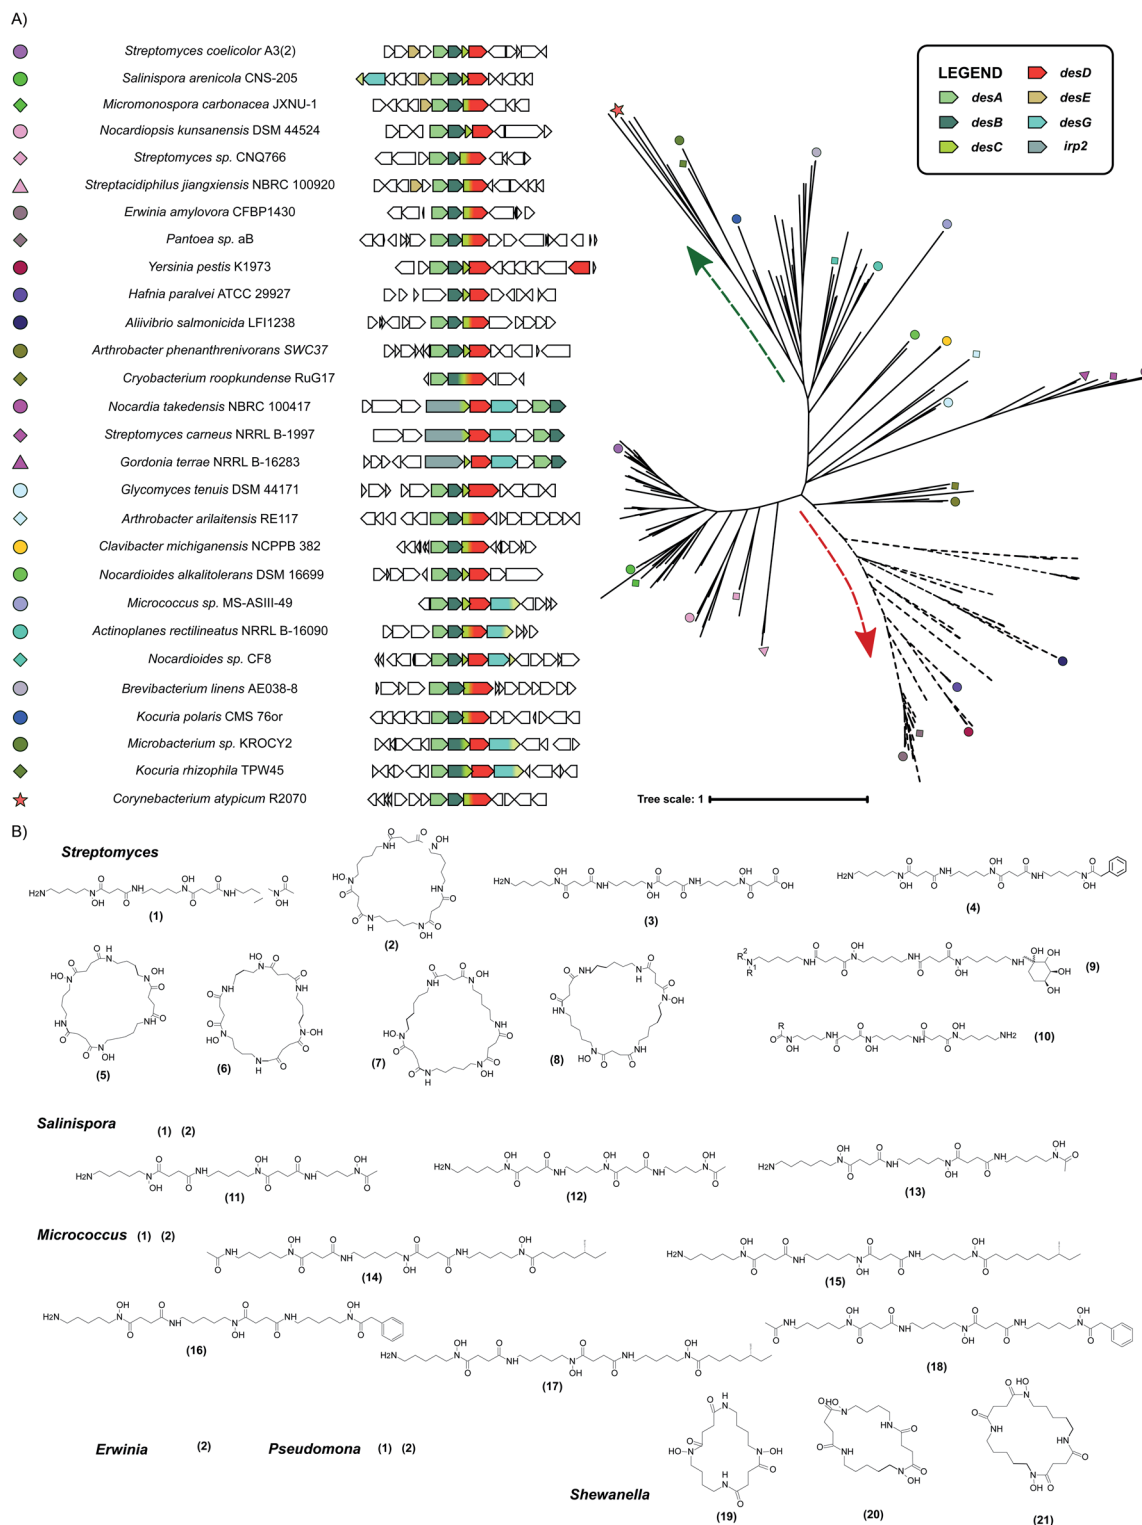 A)
Streptomyces coelicolor A3(2)
Salinispora arenicola CNS-205
Micromonospora carbonacea JXNU-1
Nocardiopsis kunsanensis DSM 44524
Streptomyces sp. CNQ766
Streptacidiphilus jiangxiensis NBRC 100920
Erwinia amylovora CFBP1430
Pantoea sp. aB
Yersinia pestis K1973
Hafnia paralvei ATCC 29927
Aliivibrio salmonicida LFI1238
Arthrobacter phenanthrenivorans SWC37
Cryobacterium roopkundense RuG17
Nocardia takedensis NBRC 100417
Streptomyces carneus NRRL B-1997
Gordonia terrae NRRL B-16283
Glycomyces tenuis DSM 44171
Arthrobacter arilaitensis RE117
Clavibacter michiganensis NCPPB 382
Nocardioides alkalitolerans DSM 16699
Micrococcus sp. MS-ASIII-49
Actinoplanes rectilineatus NRRL B-16090
Nocardioides sp. CF8
Brevibacterium linens AE038-8
Kocuria polaris CMS 76or
Microbacterium sp. KROCY2
Kocuria rhizophila TPW45
Corynebacterium atypicum R2070
LEGEND
desA
desB
desC
desD
desE
desG
irp2
Tree scale: 1
B)
Streptomyces
(1)
(2)
(3)
(4)
(5)
(6)
(7)
(8)
(9)
(10)
Salinispora
(1) (2)
(11)
(12)
(13)
Micrococcus (1) (2)
(14)
(15)
(16)
(17)
(18)
Erwinia (2)
Pseudomona (1) (2)
Shewanella
(19)
(20)
(21)